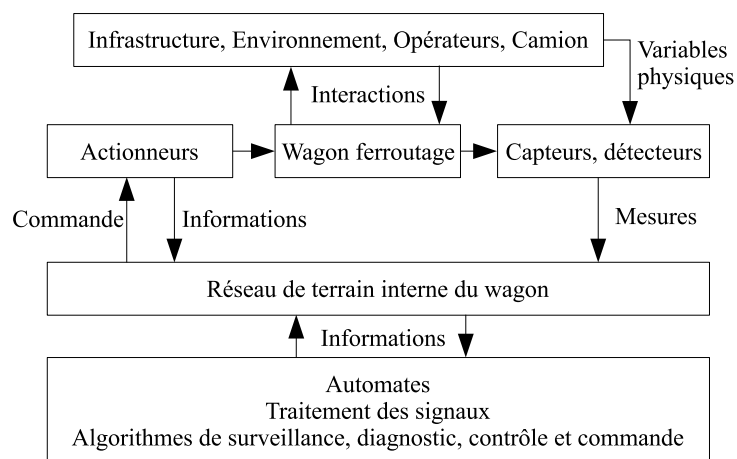 Infrastructure, Environnement, Opérateurs, Camion
Variables
physiques
Interactions
Actionneurs
Wagon ferroutage
Capteurs, détecteurs
Commande
Informations
Mesures
Réseau de terrain interne du wagon
Informations
Automates
Traitement des signaux
Algorithmes de surveillance, diagnostic, contrôle et commande